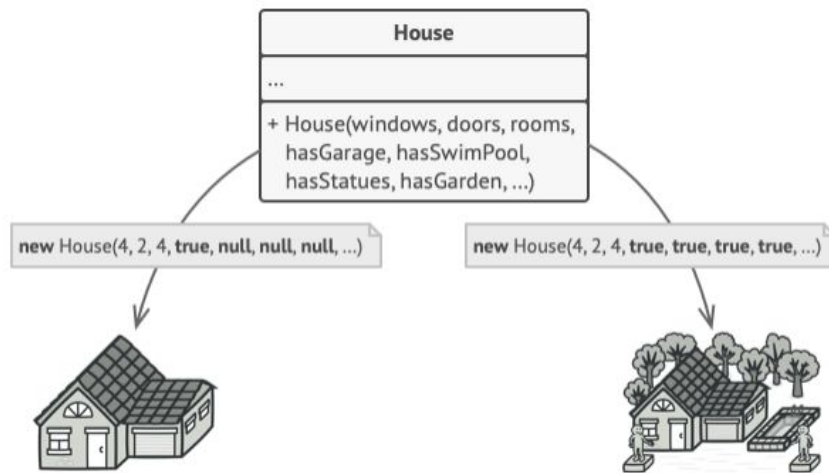 House
...
+ House(windows, doors, rooms,
hasGarage, hasSwimPool,
hasStatues, hasGarden, ...)
new House(4, 2, 4, true, null, null, null, ...)
new House(4, 2, 4, true, true, true, true, ...)